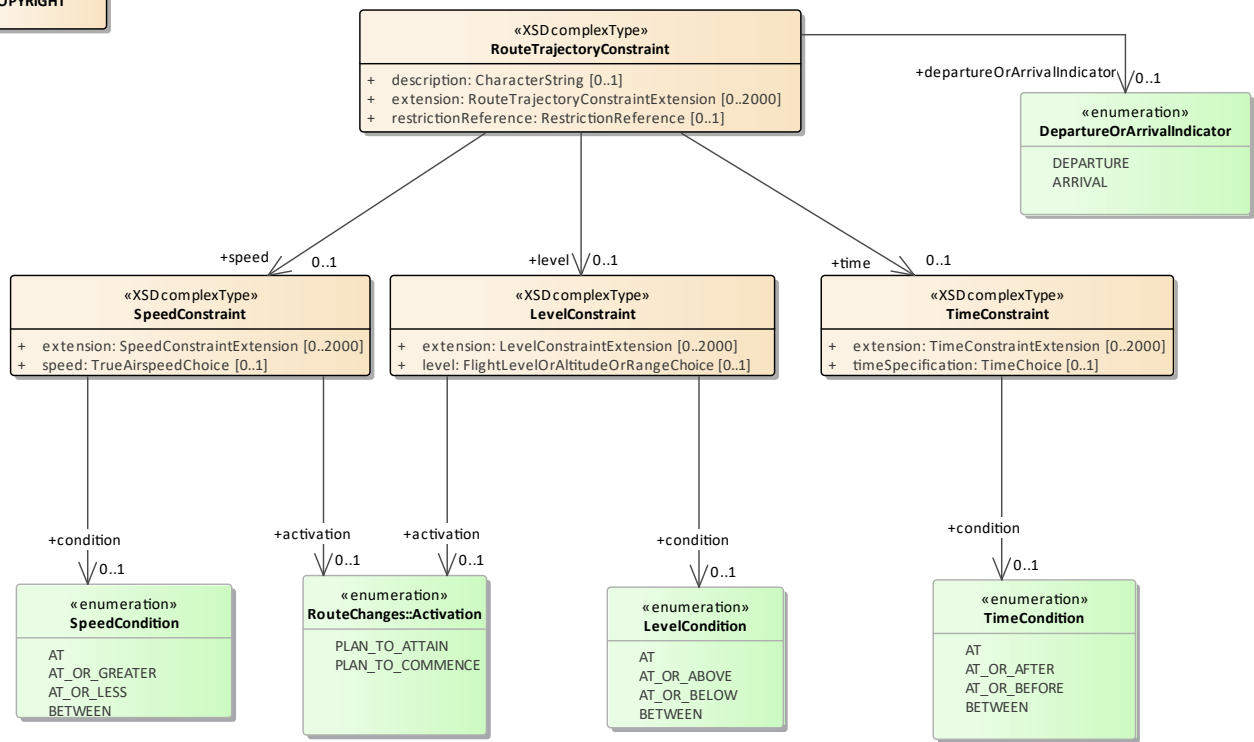 OPYRIGHT
«XSDcomplexType»
RouteTrajectoryConstraint
+ description: CharacterString [0..1]
+ extension: RouteTrajectoryConstraintExtension [0..2000]
+ restrictionReference: RestrictionReference [0..1]
+departureOrArrivalIndicator
0..1
«enumeration»
DepartureOrArrivalIndicator
DEPARTURE
ARRIVAL
+speed
0..1
+level
0..1
+time
0..1
«XSDcomplexType»
SpeedConstraint
+ extension: SpeedConstraintExtension [0..2000]
+ speed: TrueAirspeedChoice [0..1]
«XSDcomplexType»
LevelConstraint
+ extension: LevelConstraintExtension [0..2000]
+ level: FlightLevelOrAltitudeOrRangeChoice [0..1]
«XSDcomplexType»
TimeConstraint
+ extension: TimeConstraintExtension [0..2000]
+ timeSpecification: TimeChoice [0..1]
+condition
0..1
+activation
0..1
+activation
0..1
+condition
0..1
+condition
0..1
«enumeration»
SpeedCondition
AT
AT_OR_GREATER
AT_OR_LESS
BETWEEN
«enumeration»
RouteChanges::Activation
PLAN_TO_ATTAIN
PLAN_TO_COMMENCE
«enumeration»
LevelCondition
AT
AT_OR_ABOVE
AT_OR_BELOW
BETWEEN
«enumeration»
TimeCondition
AT
AT_OR_AFTER
AT_OR_BEFORE
BETWEEN